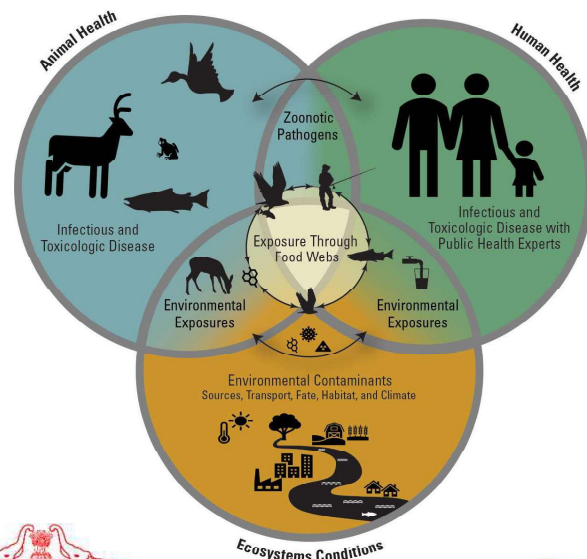 Animal Health
Human Health
Zoonotic
Pathogens
Infectious and
Toxicologic Disease
Infectious and
Toxicologic Disease with
Public Health Experts
Exposure Through
Food Webs
Environmental
Exposures
Environmental
Exposures
Environmental Contaminants
Sources, Transport, Fate, Habitat, and Climate
Ecosystems Conditions